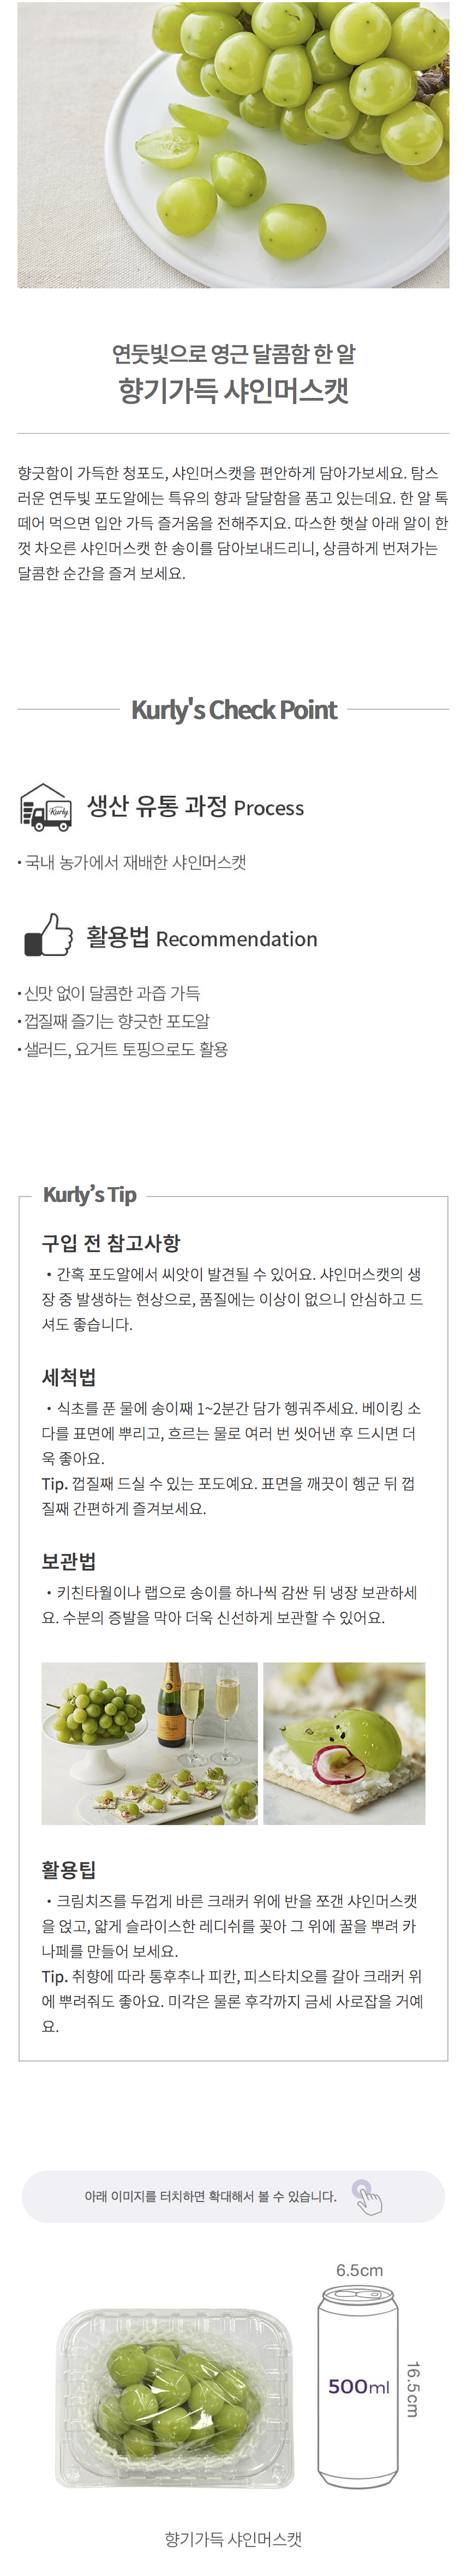 연둣빛으로 영근 달콤함 한 알
향기가득 샤인머스캣
향긋함이 가득한 청포도, 샤인머스캣을 편안하게 담아가보세요. 탐스
러운 연두빛 포도알에는 특유의 향과 달달함을 품고 있는데요. 한 알 톡
떼어 먹으면 입안 가득 즐거움을 전해주지요. 따스한 햇살 아래 알이 한
껏 차오른 샤인머스캣 한 송이를 담아보내드리니, 상큼하게 번져가는
달콤한 순간을 즐겨 보세요.
Kurly's Check Point
Kurly
생산 유통 과정 Process
• 국내 농가에서 재배한 샤인머스캣
활용법 Recommendation
• 신맛 없이 달콤한 과즙 가득
• 껍질째 즐기는 향긋한 포도알
• 샐러드, 요거트 토핑으로도 활용
Kurly’s Tip
구입 전 참고사항
• 간혹 포도알에서 씨앗이 발견될 수 있어요. 샤인머스캣의 생
장 중 발생하는 현상으로, 품질에는 이상이 없으니 안심하고 드
셔도 좋습니다.
세척법
• 식초를 푼 물에 송이째 1~2분간 담가 헹궈주세요. 베이킹 소
다를 표면에 뿌리고, 흐르는 물로 여러 번 씻어낸 후 드시면 더
욱 좋아요.
Tip. 껍질째 드실 수 있는 포도예요. 표면을 깨끗이 헹군 뒤 껍
질째 간편하게 즐겨보세요.
보관법
• 키친타월이나 랩으로 송이를 하나씩 감싼 뒤 냉장 보관하세
요. 수분의 증발을 막아 더욱 신선하게 보관할 수 있어요.
활용팁
• 크림치즈를 두껍게 바른 크래커 위에 반을 쪼갠 샤인머스캣
을 얹고, 얇게 슬라이스한 레디쉬를 꽂아 그 위에 꿀을 뿌려 카
나페를 만들어 보세요.
Tip. 취향에 따라 통후추나 피칸, 피스타치오를 갈아 크래커 위
에 뿌려줘도 좋아요. 미각은 물론 후각까지 금세 사로잡을 거예
요.
아래 이미지를 터치하면 확대해서 볼 수 있습니다.
6.5cm
500ml
16.5cm
향기가득 샤인머스캣